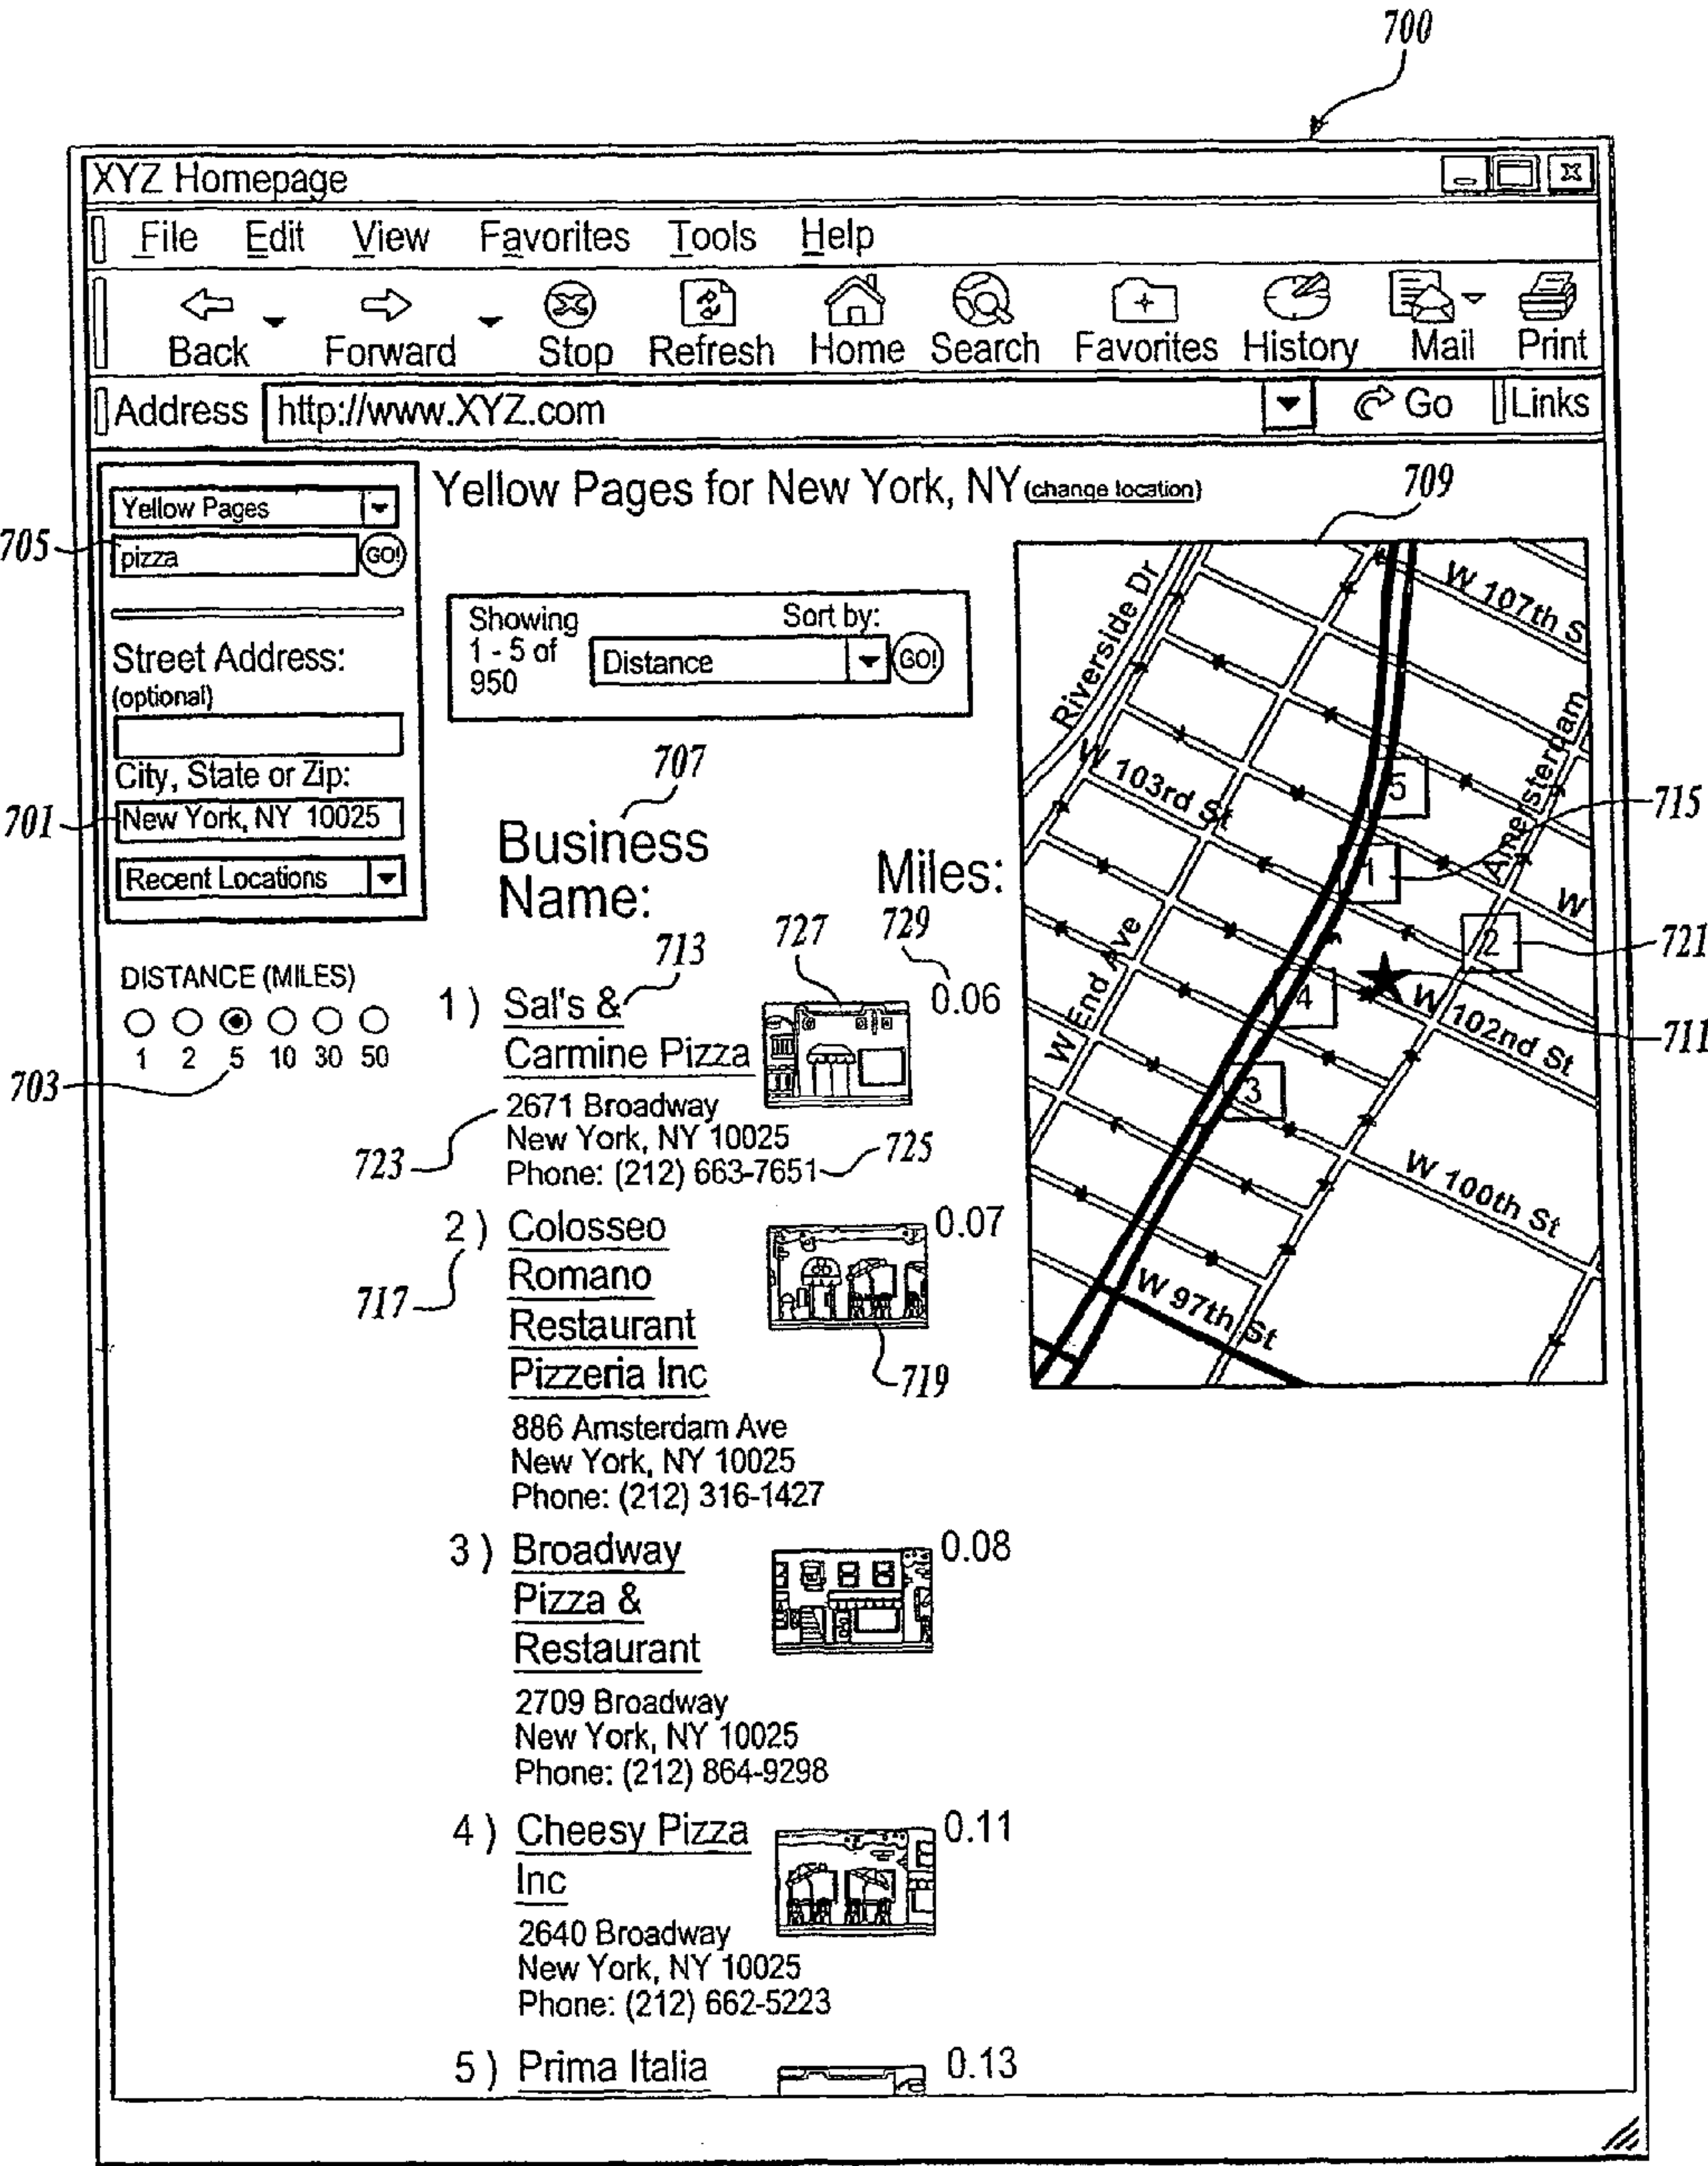 700
XYZ Homepage
File Edit View Favorites Tools Help
Back Forward Stop Refresh Home Search Favorites History Mail Print
Address http://www.XYZ.com Go Links
Yellow Pages
705
pizza GO!
Street Address:
(optional)
City, State or Zip:
701
New York, NY 10025
Recent Locations
DISTANCE (MILES)
1 2 5 10 30 50
703
Yellow Pages for New York, NY (change location)
Showing
1 - 5 of
950
Sort by:
Distance GO!
707
Business
Name:
Miles:
713
727
729
1) Sal's &
Carmine Pizza
0.06
2671 Broadway
New York, NY 10025
Phone: (212) 663-7651
723
725
2) Colosseo
Romano
Restaurant
Pizzeria Inc
0.07
717
719
886 Amsterdam Ave
New York, NY 10025
Phone: (212) 316-1427
3) Broadway
Pizza &
Restaurant
0.08
2709 Broadway
New York, NY 10025
Phone: (212) 864-9298
4) Cheesy Pizza
Inc
0.11
2640 Broadway
New York, NY 10025
Phone: (212) 662-5223
5) Prima Italia
0.13
709
Riverside Dr
W 107th S
Amsterdam
W 103rd St
5
715
1
W
2
721
W End Ave
4
W 102nd St
711
3
W 100th St
W 97th St